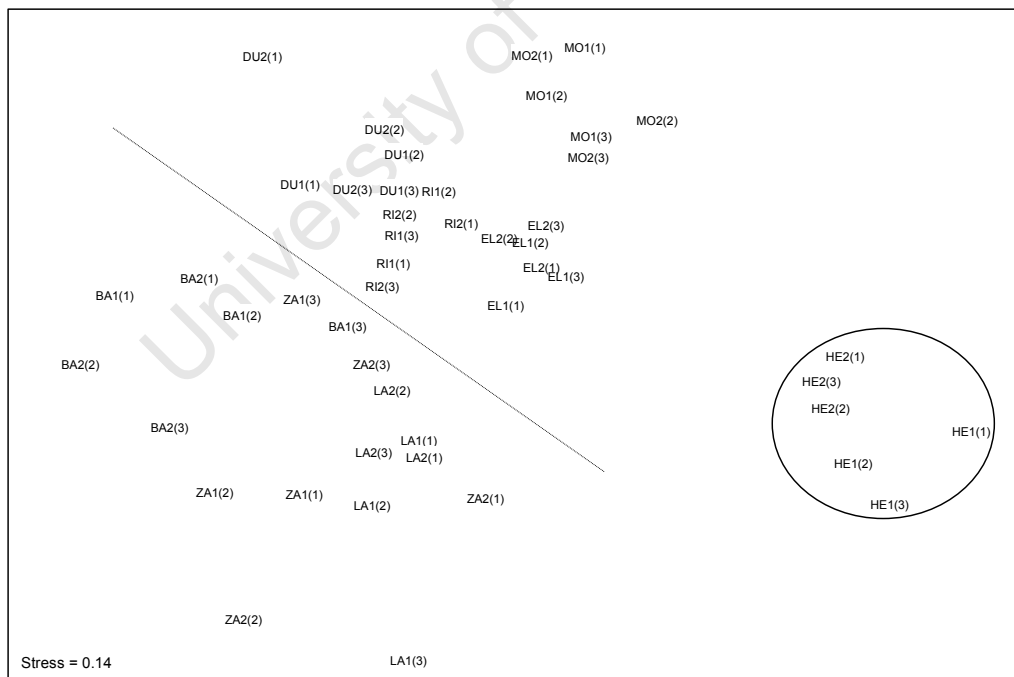 University of
MO1(1)
DU2(1)
MO2(1)
MO1(2)
MO2(2)
DU2(2)
MO1(3)
DU1(2)
MO2(3)
DU1(1)
DU2(3)
DU1(3)
RI1(2)
RI2(2)
RI2(1)
EL2(3)
RI1(3)
EL2(2)
EL1(2)
RI1(1)
EL2(1)
EL1(3)
BA2(1)
RI2(3)
BA1(1)
ZA1(3)
EL1(1)
BA1(2)
BA1(3)
HE2(1)
BA2(2)
ZA2(3)
HE2(3)
LA2(2)
HE2(2)
BA2(3)
HE1(1)
LA1(1)
LA2(3)
LA2(1)
HE1(2)
ZA1(2)
ZA1(1)
ZA2(1)
LA1(2)
HE1(3)
ZA2(2)
LA1(3)
Stress = 0.14